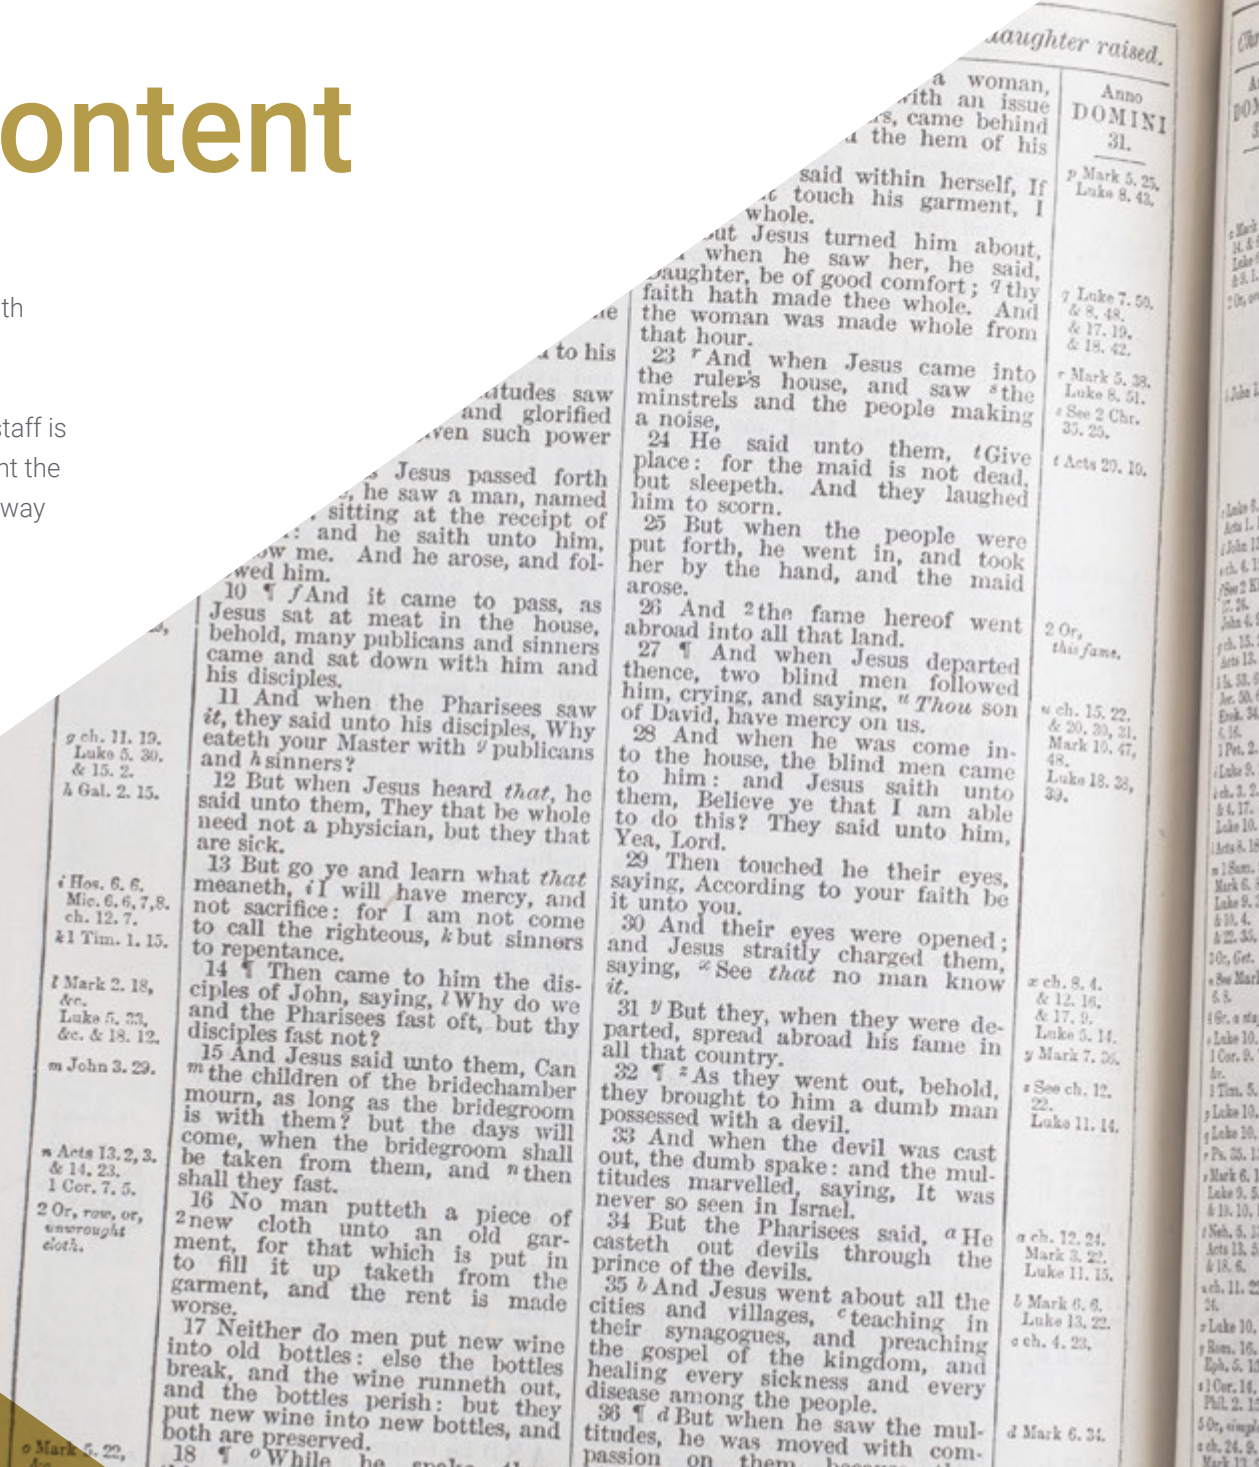 ontent
th
staff is
nt the
way
daughter raised.
to his
itudes saw
and glorified
such power
Jesus passed forth
he saw a man, named
sitting at the receipt of
and he saith unto him,
me. And he arose, and fol-
wed him.
10 ¶ f And it came to pass, as
Jesus sat at meat in the house,
behold, many publicans and sinners
came and sat down with him and
his disciples.
11 And when the Pharisees saw
it, they said unto his disciples, Why
eateth your Master with g publicans
and h sinners?
12 But when Jesus heard that, he
said unto them, They that be whole
need not a physician, but they that
are sick.
13 But go ye and learn what that
meaneth, i I will have mercy, and
not sacrifice: for I am not come
to call the righteous, k but sinners
to repentance.
14 ¶ Then came to him the dis-
ciples of John, saying, l Why do we
and the Pharisees fast oft, but thy
disciples fast not?
15 And Jesus said unto them, Can
m the children of the bridechamber
mourn, as long as the bridegroom
is with them? but the days will
come, when the bridegroom shall
be taken from them, and n then
shall they fast.
16 No man putteth a piece of
2 new cloth unto an old gar-
ment, for that which is put in
to fill it up taketh from the
garment, and the rent is made
worse.
17 Neither do men put new wine
into old bottles: else the bottles
break, and the wine runneth out,
and the bottles perish: but they
put new wine into new bottles, and
both are preserved.
18 ¶ o While he
g ch. 11. 19.
Luke 5. 30.
& 15. 2.
h Gal. 2. 15.
i Hos. 6. 6.
Mic. 6. 6, 7, 8.
ch. 12. 7.
k 1 Tim. 1. 15.
l Mark 2. 18,
&c.
Luke 5. 33,
&c. & 18. 12.
m John 3. 29.
n Acts 13. 2, 3.
& 14. 23.
1 Cor. 7. 5.
2 Or, raw, or,
unwrought
cloth.
o Mark 5. 22,
&c.
a woman,
with an issue
came behind
the hem of his
said within herself, If
touch his garment, I
whole.
But Jesus turned him about,
when he saw her, he said,
Daughter, be of good comfort; q thy
faith hath made thee whole. And
the woman was made whole from
that hour.
23 r And when Jesus came into
the ruler's house, and saw s the
minstrels and the people making
a noise,
24 He said unto them, t Give
place: for the maid is not dead,
but sleepeth. And they laughed
him to scorn.
25 But when the people were
put forth, he went in, and took
her by the hand, and the maid
arose.
26 And 2 the fame hereof went
abroad into all that land.
27 ¶ And when Jesus departed
thence, two blind men followed
him, crying, and saying, u Thou son
of David, have mercy on us.
28 And when he was come in-
to the house, the blind men came
to him: and Jesus saith unto
them, Believe ye that I am able
to do this? They said unto him,
Yea, Lord.
29 Then touched he their eyes,
saying, According to your faith be
it unto you.
30 And their eyes were opened;
and Jesus straitly charged them,
saying, x See that no man know
it.
31 y But they, when they were de-
parted, spread abroad his fame in
all that country.
32 ¶ z As they went out, behold,
they brought to him a dumb man
possessed with a devil.
33 And when the devil was cast
out, the dumb spake: and the mul-
titudes marvelled, saying, It was
never so seen in Israel.
34 But the Pharisees said, a He
casteth out devils through the
prince of the devils.
35 b And Jesus went about all the
cities and villages, c teaching in
their synagogues, and preaching
the gospel of the kingdom, and
healing every sickness and every
disease among the people.
36 ¶ d But when he saw the mul-
titudes, he was moved with com-
passion on them
Anno
DOMINI
31.
p Mark 5. 25.
Luke 8. 43.
q Luke 7. 50.
& 8. 48.
& 17. 19.
& 18. 42.
r Mark 5. 38.
Luke 8. 51.
s See 2 Chr.
35. 25.
t Acts 20. 10.
2 Or,
this fame.
u ch. 15. 22.
& 20. 30, 31.
Mark 10. 47,
48.
Luke 18. 38,
39.
x ch. 8. 4.
& 12. 16.
& 17. 9.
Luke 5. 14.
y Mark 7. 36.
z See ch. 12.
22.
Luke 11. 14.
a ch. 12. 24.
Mark 3. 22.
Luke 11. 15.
b Mark 6. 6.
Luke 13. 22.
c ch. 4. 23.
d Mark 6. 34.